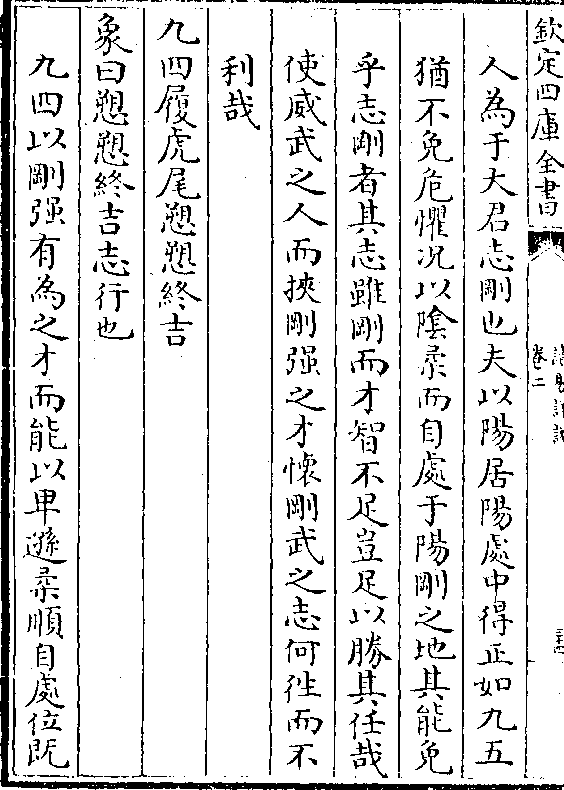 欽定四庫全書
卷二
人為于大君志剛也夫以陽居陽處中得正如九五
猶不免危懼況以陰柔而自處于陽剛之地其能免
乎志剛者其志雖剛而才智不足豈足以勝其任哉
使威武之人而挾剛强之才懷剛武之志何徃而不
利哉
九四履虎尾愬愬終吉
象曰愬愬終吉志行也
九四以剛强有為之才而能以卑遜柔順自處位既